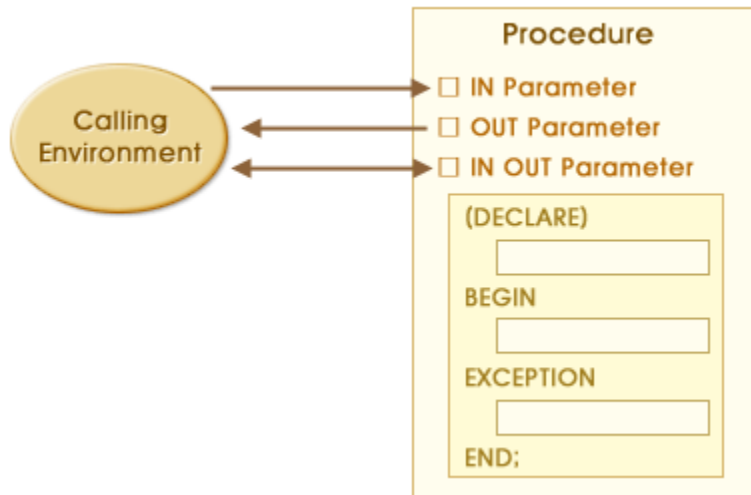 Procedure
Calling
Environment
IN Parameter
OUT Parameter
IN OUT Parameter
(DECLARE)
BEGIN
EXCEPTION
END;